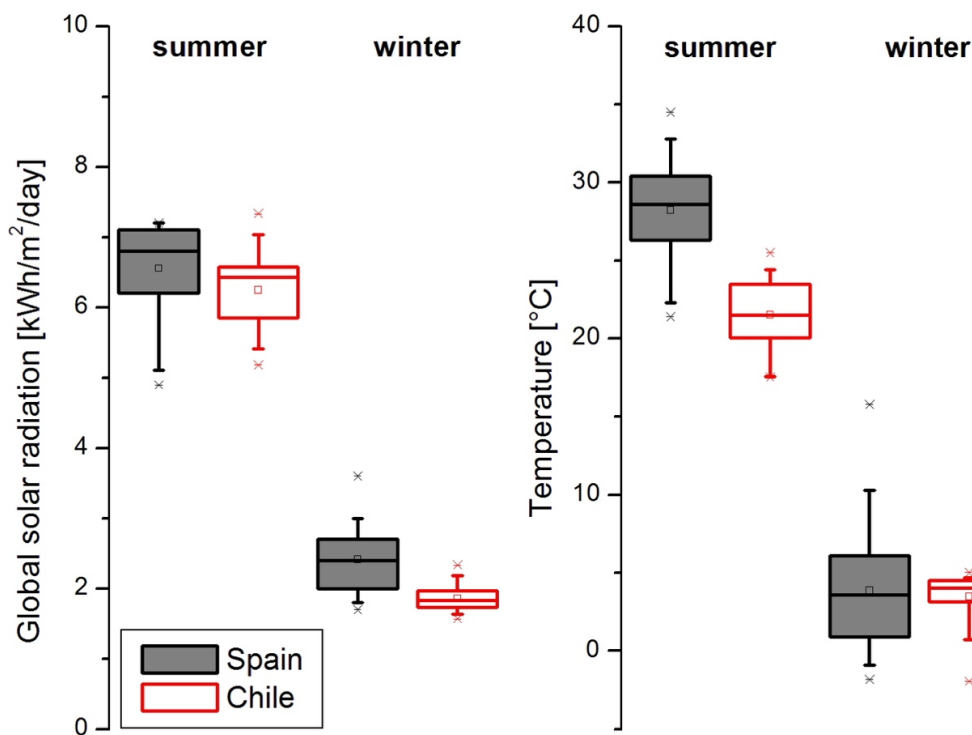 summer winter
10
8
6
4
2
0
Global solar radiation [kWh/m²/day]
Spain
Chile
summer winter
40
30
20
10
0
Temperature [°C]